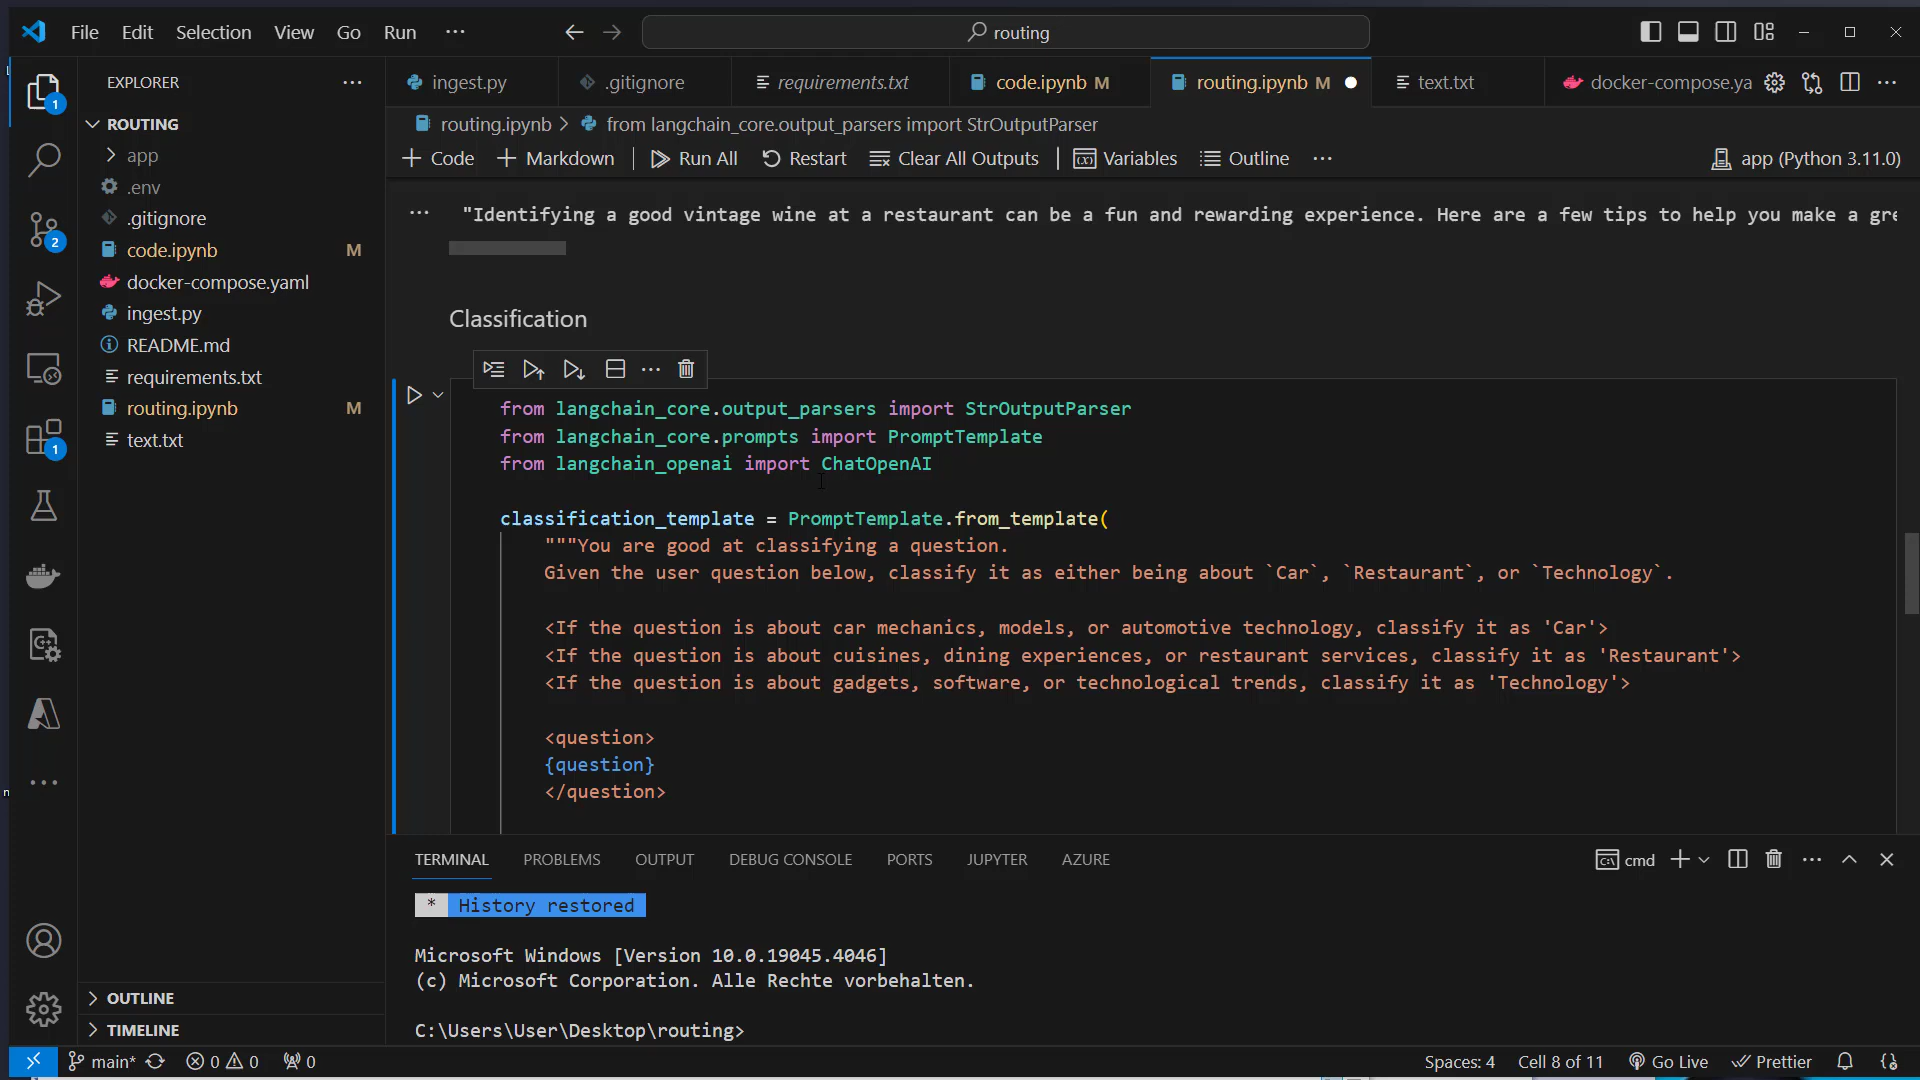 File Edit Selection View Go Run ... routing
EXPLORER
ingest.py .gitignore requirements.txt code.ipynb M routing.ipynb M text.txt docker-compose.ya
ROUTING
routing.ipynb > from langchain_core.output_parsers import StrOutputParser
app
.env
.gitignore
code.ipynb M
docker-compose.yaml
ingest.py
README.md
requirements.txt
routing.ipynb M
text.txt
OUTLINE
TIMELINE
+ Code + Markdown Run All Restart Clear All Outputs Variables Outline ... app (Python 3.11.0)
... "Identifying a good vintage wine at a restaurant can be a fun and rewarding experience. Here are a few tips to help you make a gre
Classification
from langchain_core.output_parsers import StrOutputParser
from langchain_core.prompts import PromptTemplate
from langchain_openai import ChatOpenAI
classification_template = PromptTemplate.from_template(
"""You are good at classifying a question.
Given the user question below, classify it as either being about `Car`, `Restaurant`, or `Technology`.
<If the question is about car mechanics, models, or automotive technology, classify it as 'Car'>
<If the question is about cuisines, dining experiences, or restaurant services, classify it as 'Restaurant'>
<If the question is about gadgets, software, or technological trends, classify it as 'Technology'>
<question>
{question}
</question>
TERMINAL PROBLEMS OUTPUT DEBUG CONSOLE PORTS JUPYTER AZURE cmd
* History restored
Microsoft Windows [Version 10.0.19045.4046]
(c) Microsoft Corporation. Alle Rechte vorbehalten.
C:\Users\User\Desktop\routing>
1
2
1
main* 0 0 0 Spaces: 4 Cell 8 of 11 Go Live Prettier